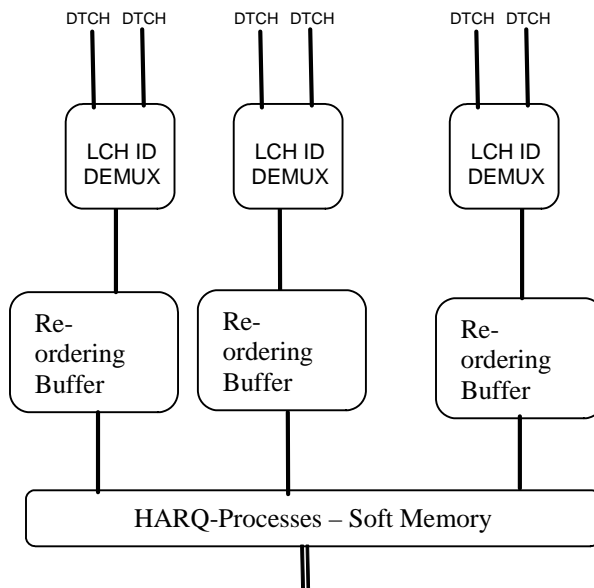 DTCH DTCH DTCH DTCH DTCH DTCH
LCH ID LCH ID LCH ID
DEMUX DEMUX DEMUX
Re-
ordering
Buffer
Re-
ordering
Buffer
Re-
ordering
Buffer
HARQ-Processes – Soft Memory